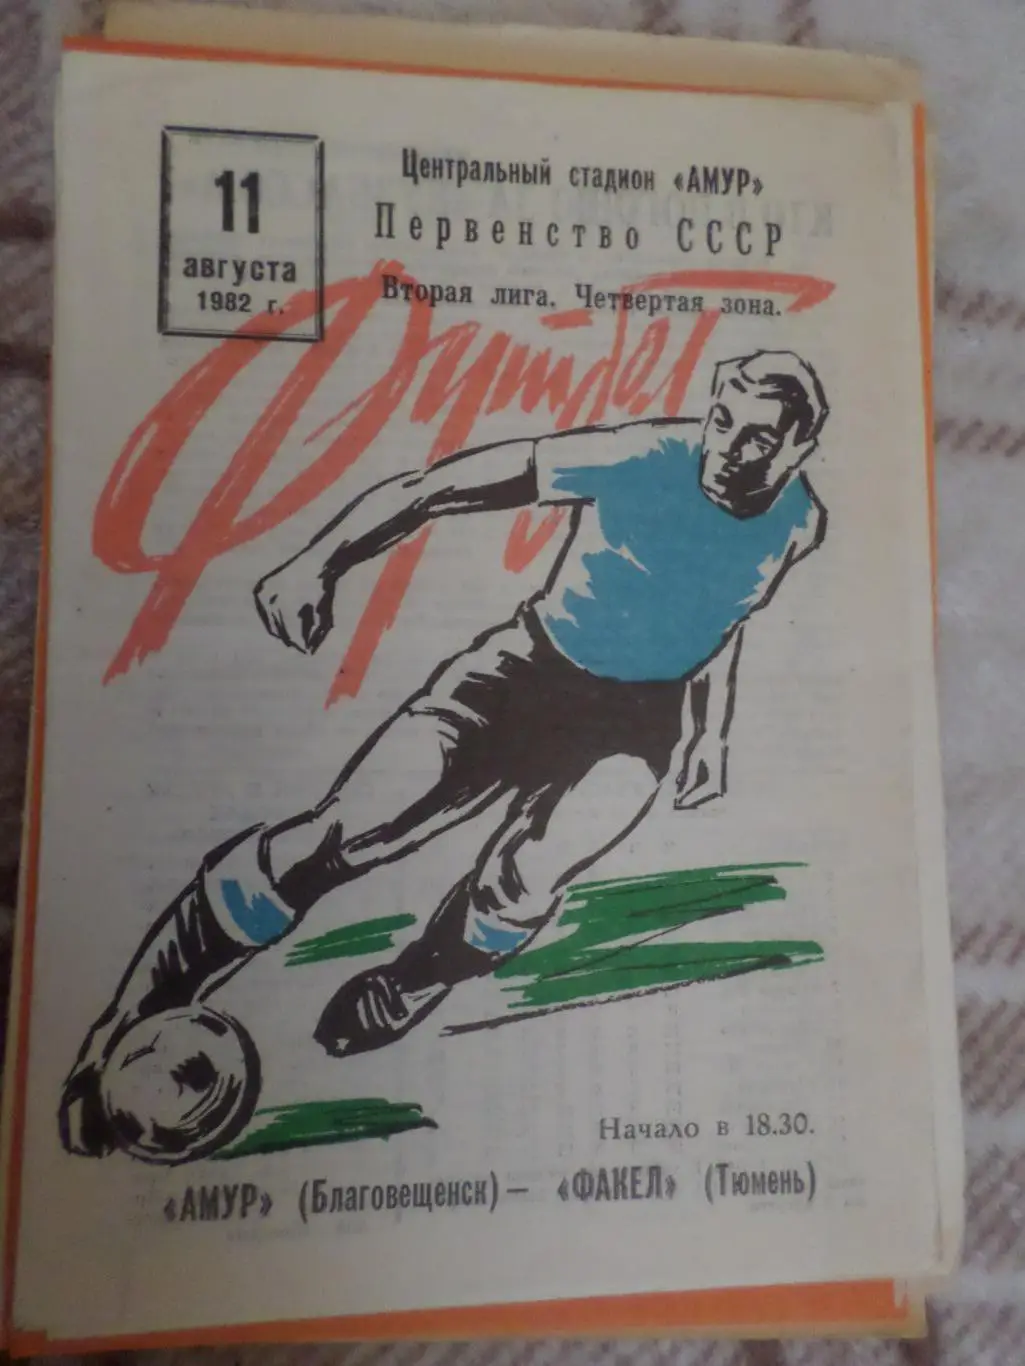 11
августа
1982 г.
Центральный стадион «АМУР»
Первенство СССР
Вторая лига. Четвертая зона.
Футбол
Начало в 18.30.
«АМУР» (Благовещенск) — «ФАКЕЛ» (Тюмень)